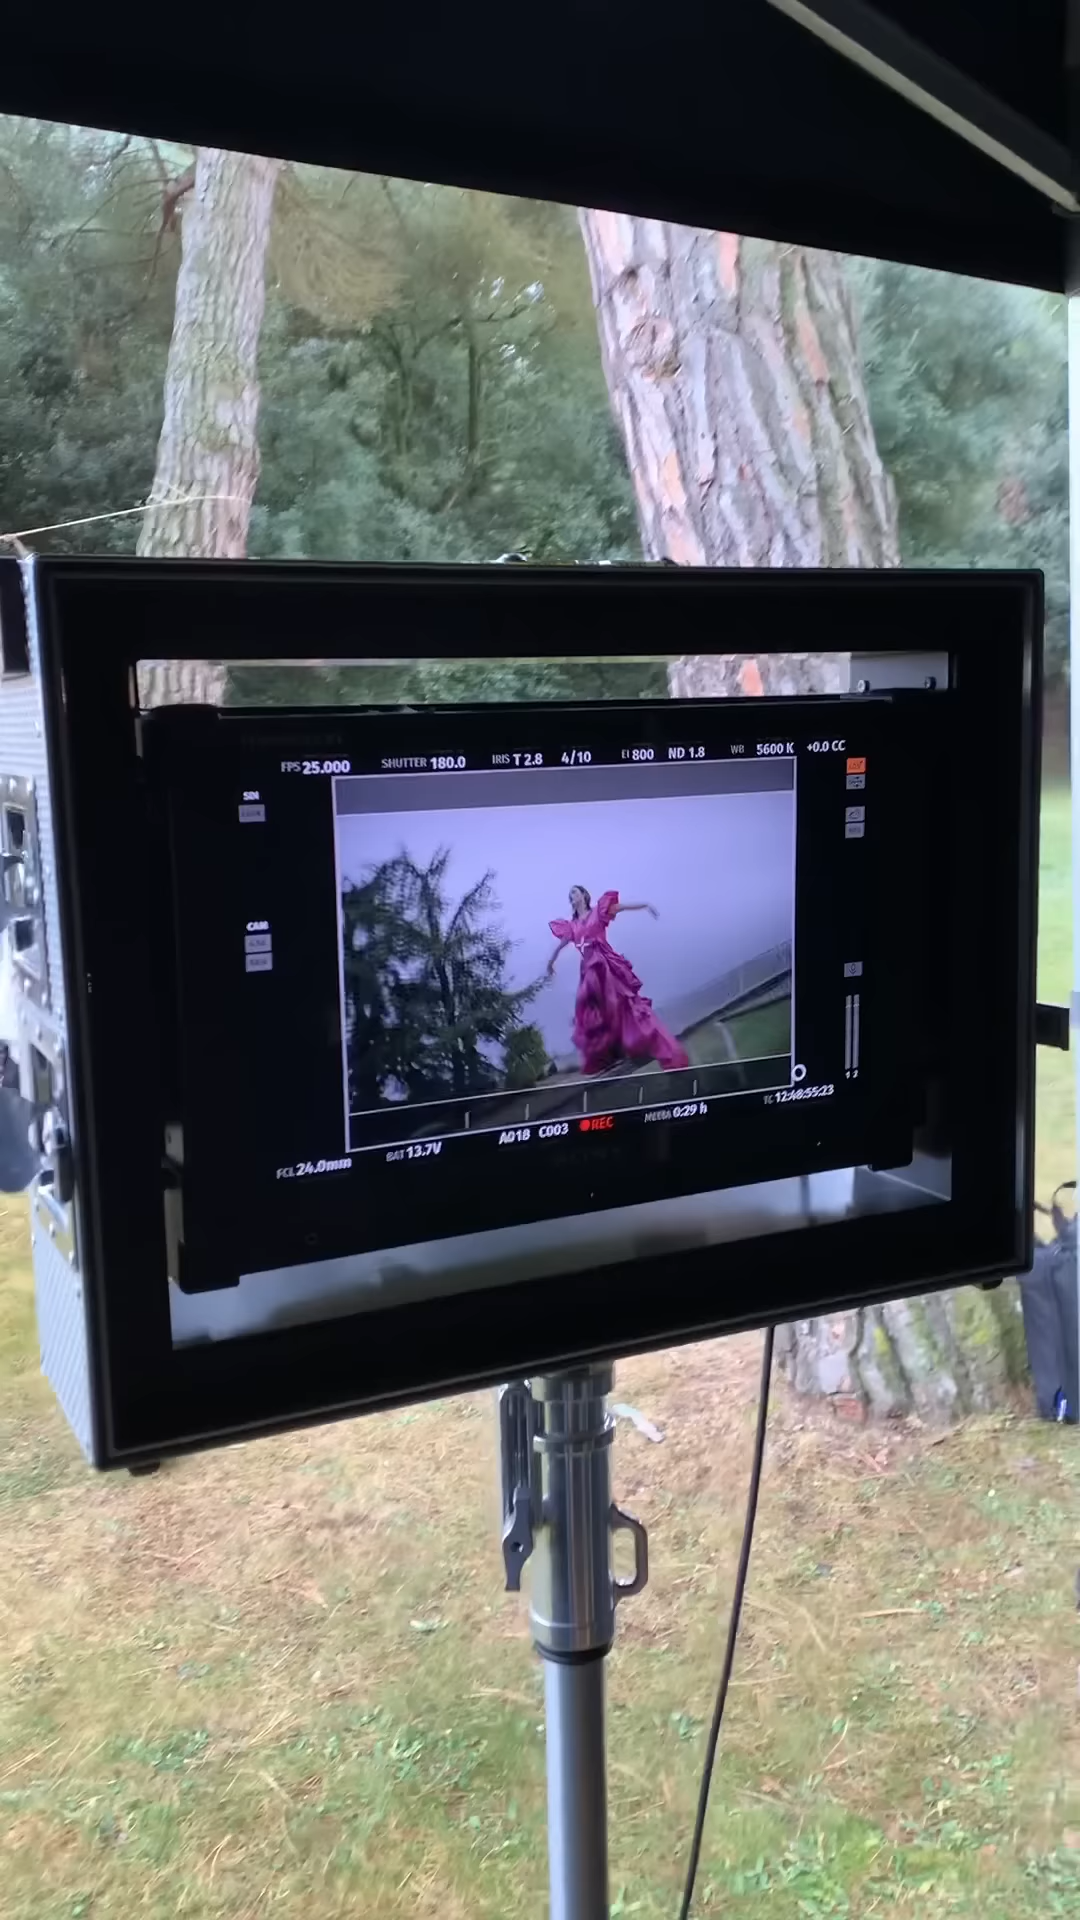 FPS 25.000 SHUTTER 180.0 IRIS T 2.8 4/10 EI 800 ND 1.8 WB 5600 K +0.0 CC
SDI
CAM
1 2
FCL 24.0mm BAT 13.7V A018 C003 REC MEDIA 0:29 h TC 12:48:55:23